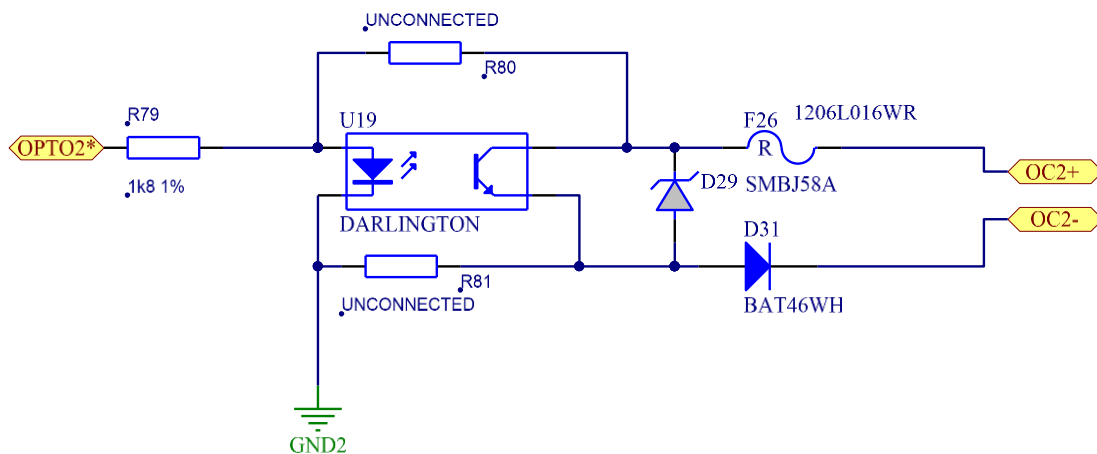 UNCONNECTED
R80
R79
OPTO2*
1k8 1%
U19
DARLINGTON
F26
1206L016WR
R
D29
SMBJ58A
OC2+
OC2-
D31
BAT46WH
R81
UNCONNECTED
GND2